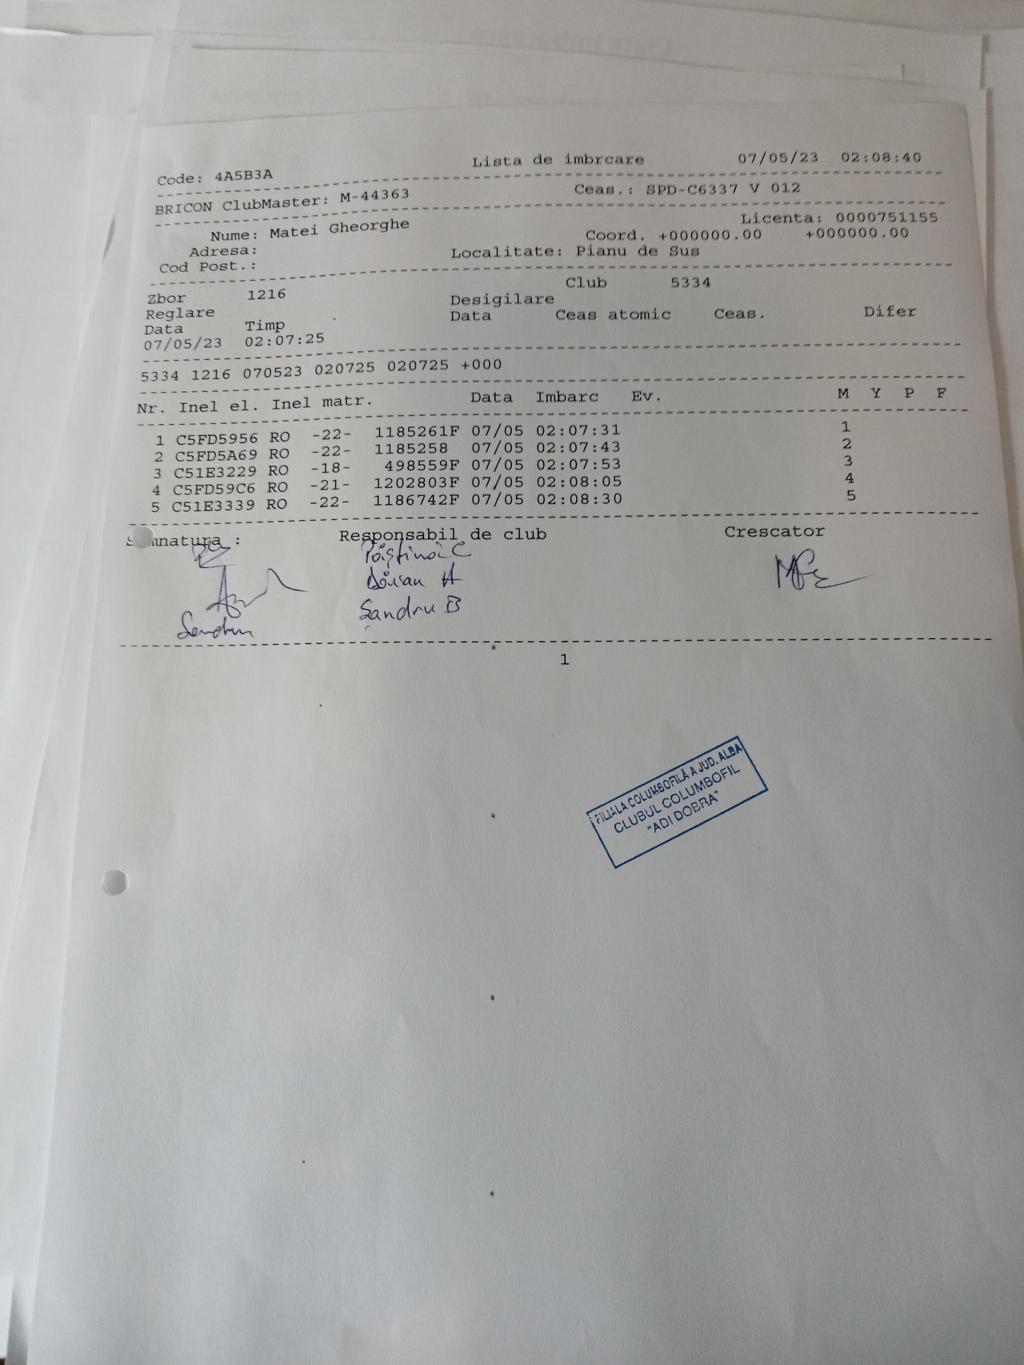 Code: 4A5B3A Lista de imbrcare 07/05/23 02:08:40
BRICON ClubMaster: M-44363 Ceas.: SPD-C6337 V 012
Licenta: 0000751155
Nume: Matei Gheorghe Coord. +000000.00 +000000.00
Adresa: Localitate: Pianu de Sus
Cod Post.:
Club 5334
Zbor 1216 Desigilare
Reglare Data Ceas atomic Ceas. Difer
Data Timp
07/05/23 02:07:25
5334 1216 070523 020725 020725 +000
Nr. Inel el. Inel matr. Data Imbarc Ev. M Y P F
1 C5FD5956 RO -22- 1185261F 07/05 02:07:31 1
2 C5FD5A69 RO -22- 1185258 07/05 02:07:43 2
3 C51E3229 RO -18- 498559F 07/05 02:07:53 3
4 C5FD59C6 RO -21- 1202803F 07/05 02:08:05 4
5 C51E3339 RO -22- 1186742F 07/05 02:08:30 5
S mnatura : Responsabil de club Crescator
Sandru B
Sandru
1
FILIALA COLUMBOFILĂ A JUD. ALBA
CLUBUL COLUMBOFIL
"ADI DOBRA"